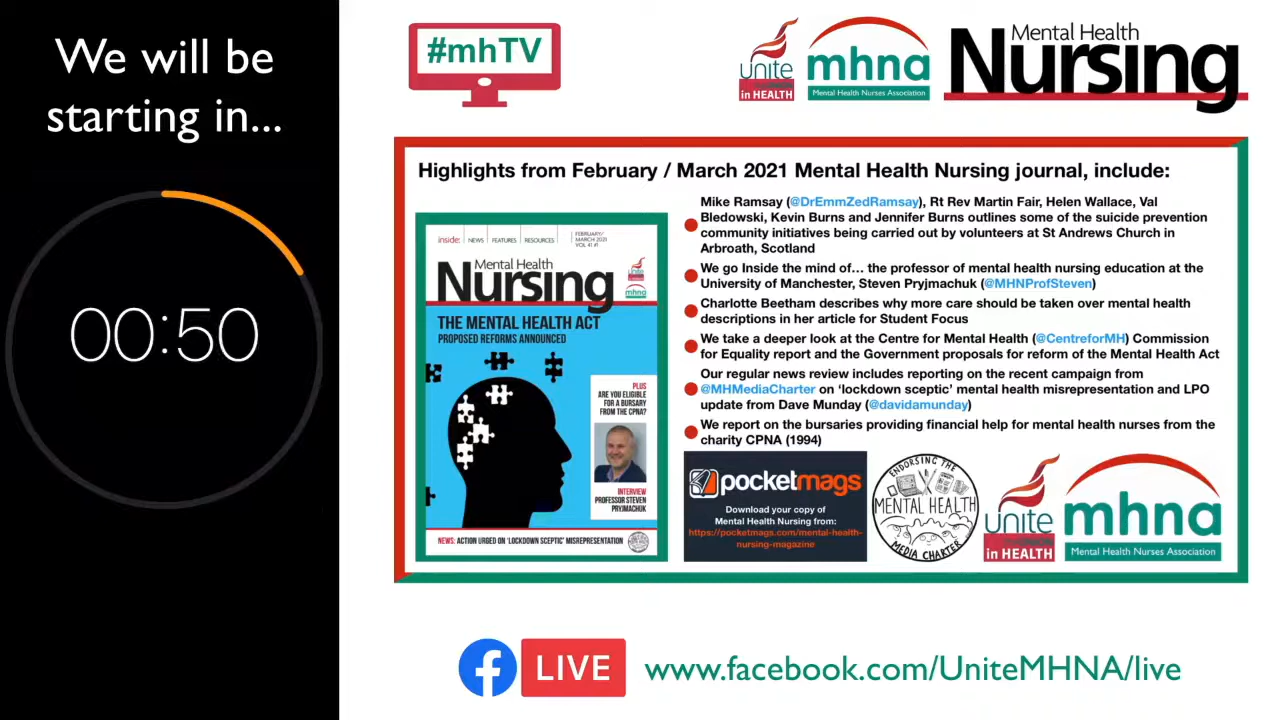 We will be
starting in...
00:50
#mhTV
unite
in HEALTH
mhna
Mental Health Nurses Association
Mental Health
Nursing
Highlights from February / March 2021 Mental Health Nursing journal, include:
Mike Ramsay (@DrEmmZedRamsay), Rt Rev Martin Fair, Helen Wallace, Val
Bledowski, Kevin Burns and Jennifer Burns outlines some of the suicide prevention
community initiatives being carried out by volunteers at St Andrews Church in
Arbroath, Scotland
We go Inside the mind of... the professor of mental health nursing education at the
University of Manchester, Steven Pryjmachuk (@MHNProfSteven)
Charlotte Beetham describes why more care should be taken over mental health
descriptions in her article for Student Focus
We take a deeper look at the Centre for Mental Health (@CentreforMH) Commission
for Equality report and the Government proposals for reform of the Mental Health Act
Our regular news review includes reporting on the recent campaign from
@MHMediaCharter on ‘lockdown sceptic’ mental health misrepresentation and LPO
update from Dave Munday (@davidamunday)
We report on the bursaries providing financial help for mental health nurses from the
charity CPNA (1994)
inside: NEWS FEATURES RESOURCES
FEBRUARY/
MARCH 2021
VOL 41 #1
Mental Health
Nursing
unite
mhna
THE MENTAL HEALTH ACT
PROPOSED REFORMS ANNOUNCED
PLUS
ARE YOU ELIGIBLE
FOR A BURSARY
FROM THE CPNA?
INTERVIEW
PROFESSOR STEVEN
PRYJMACHUK
NEWS: ACTION URGED ON ‘LOCKDOWN SCEPTIC’ MISREPRESENTATION
pocketmags
Download your copy of
Mental Health Nursing from:
https://pocketmags.com/mental-health-
nursing-magazine
ENDORSING THE
MENTAL HEALTH
MEDIA CHARTER
unite
in HEALTH
mhna
Mental Health Nurses Association
LIVE
www.facebook.com/UniteMHNA/live